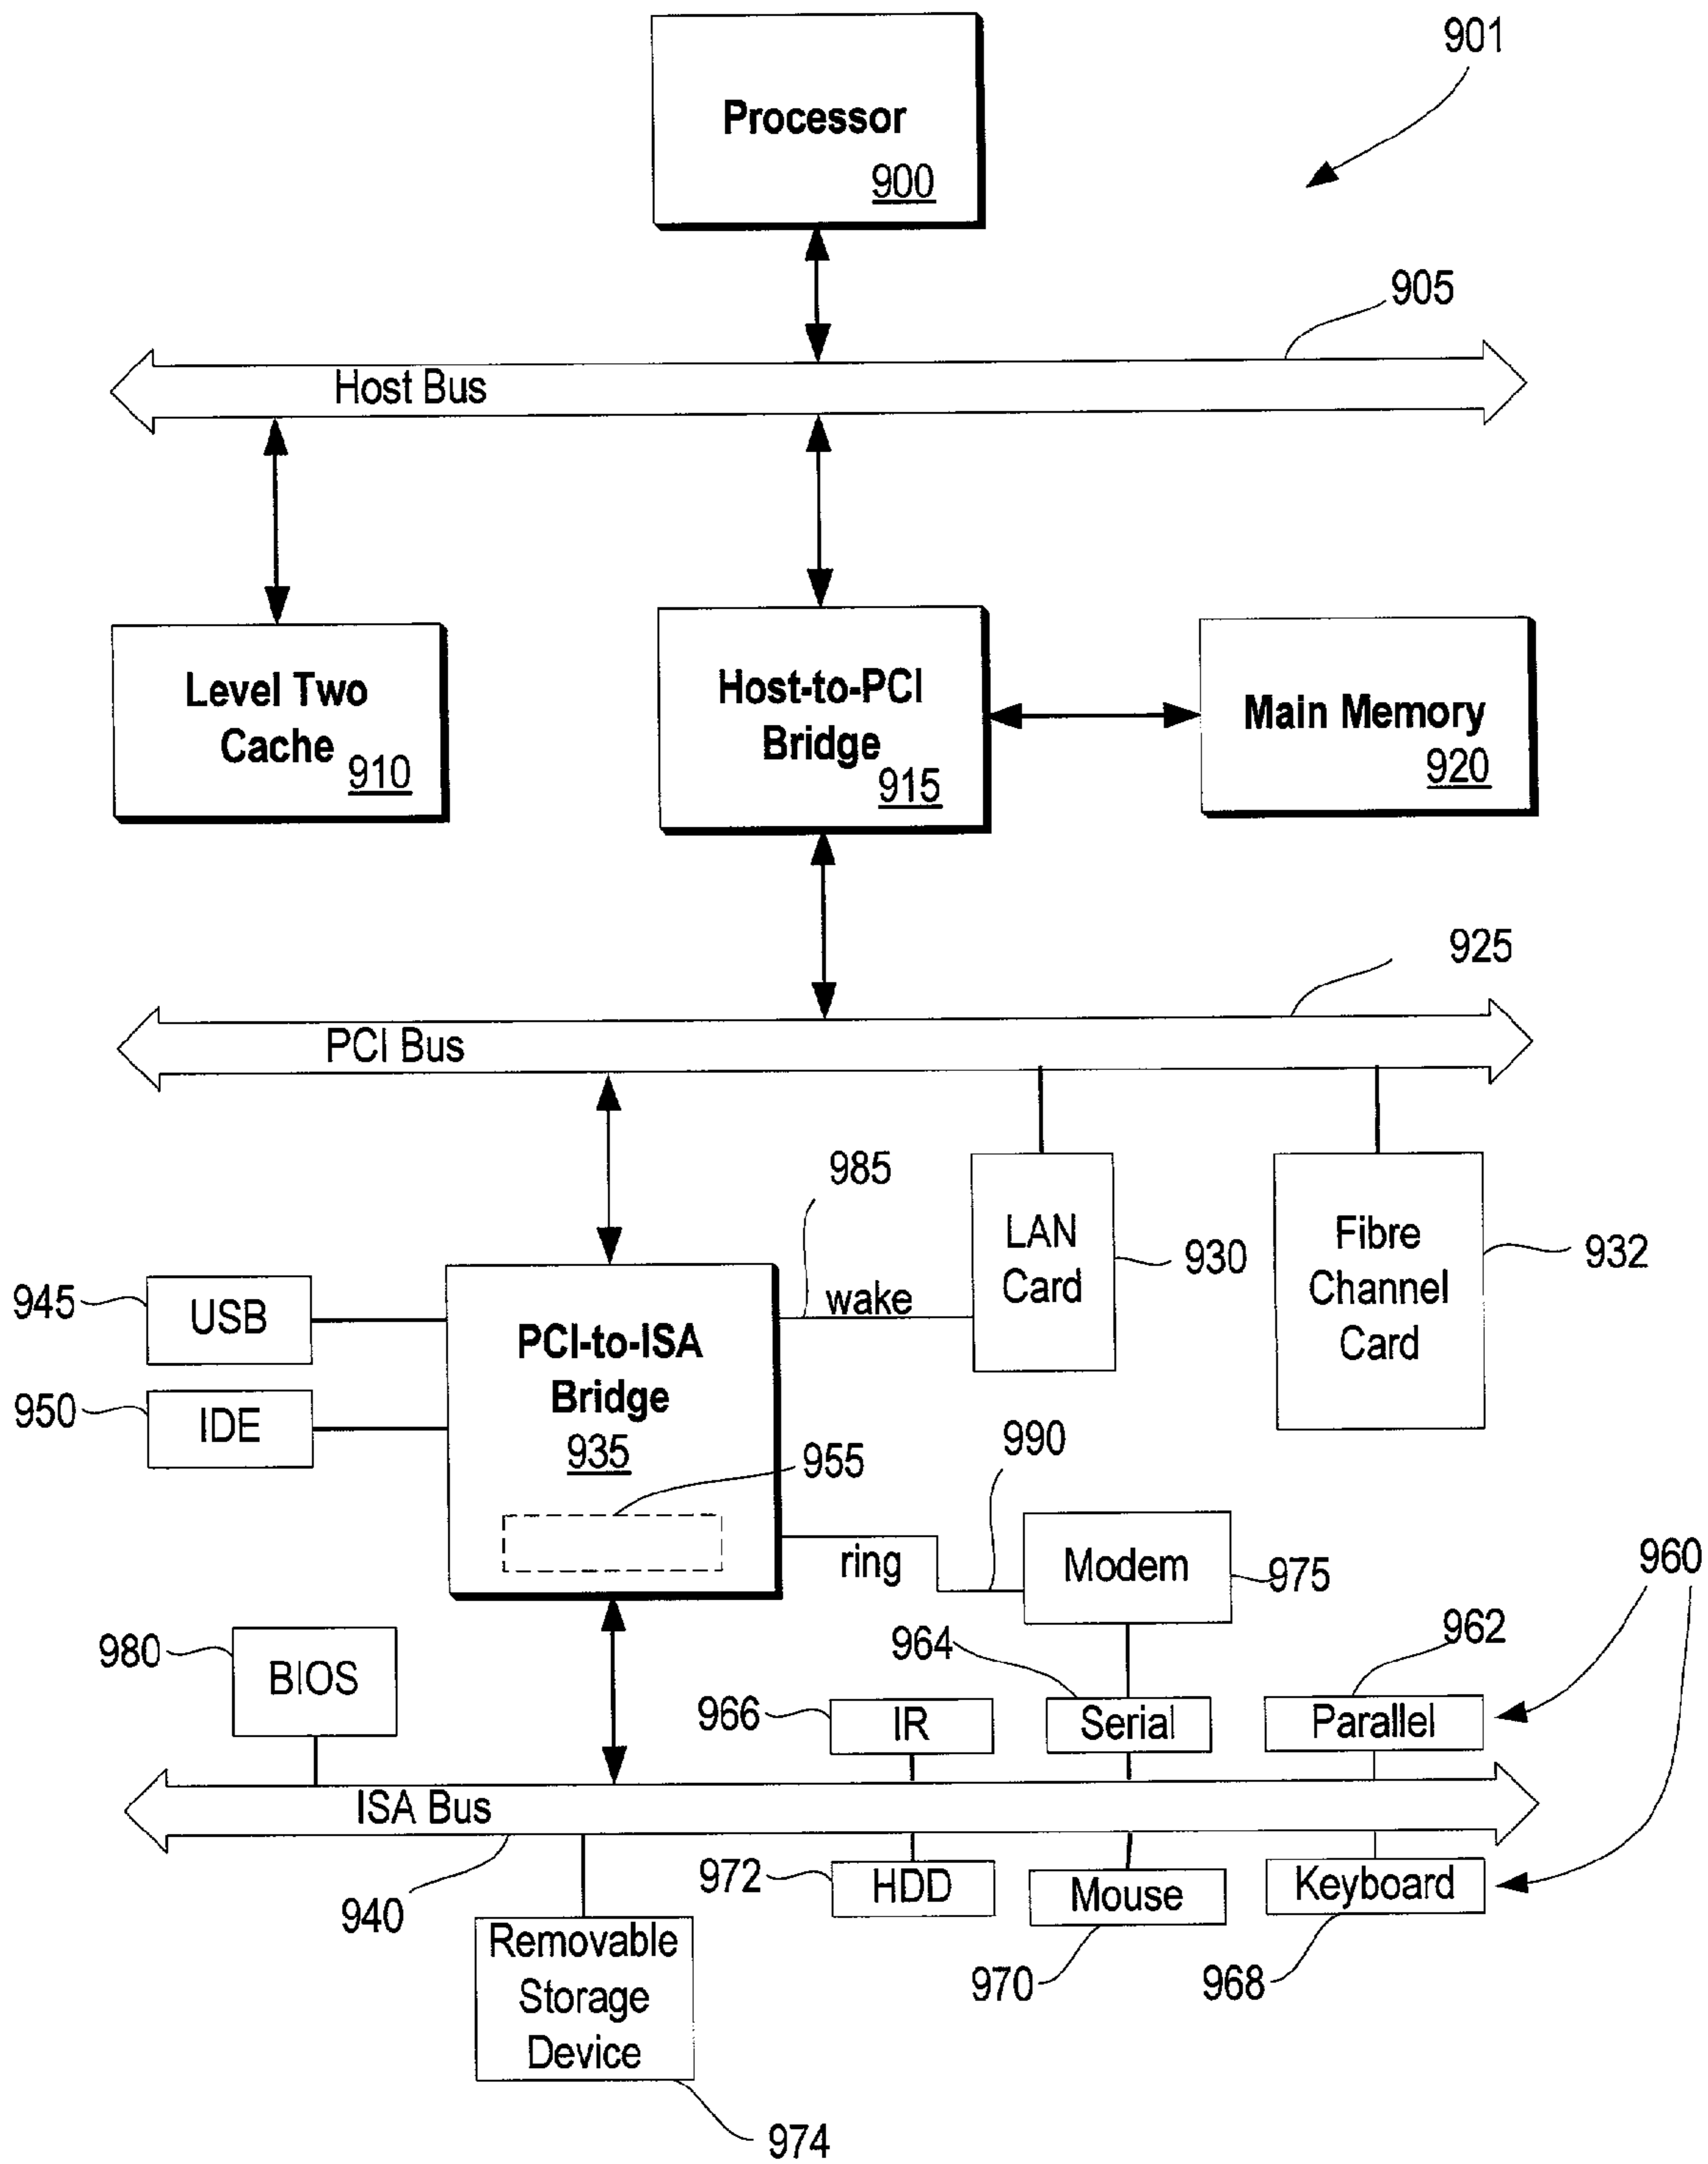 901
Processor
900
905
Host Bus
Level Two
Cache
910
Host-to-PCI
Bridge
915
Main Memory
920
925
PCI Bus
985
LAN
Card
930
Fibre
Channel
Card
932
945
USB
wake
PCI-to-ISA
Bridge
935
950
IDE
990
955
ring
Modem
975
960
980
BIOS
964
962
966
IR
Serial
Parallel
ISA Bus
940
972
HDD
Mouse
Keyboard
970
968
Removable
Storage
Device
974